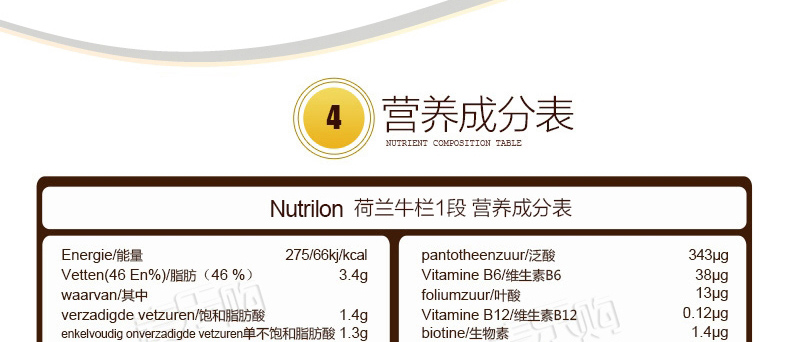 4
营养成分表
NUTRIENT COMPOSITION TABLE
Nutrilon 荷兰牛栏1段 营养成分表
Energie/能量 275/66kj/kcal
Vetten(46 En%)/脂肪（46 %） 3.4g
waarvan/其中
verzadigde vetzuren/饱和脂肪酸 1.4g
enkelvoudig onverzadigde vetzuren单不饱和脂肪酸 1.3g
pantotheenzuur/泛酸 343µg
Vitamine B6/维生素B6 38µg
foliumzuur/叶酸 13µg
Vitamine B12/维生素B12 0.12µg
biotine/生物素 1.4µg